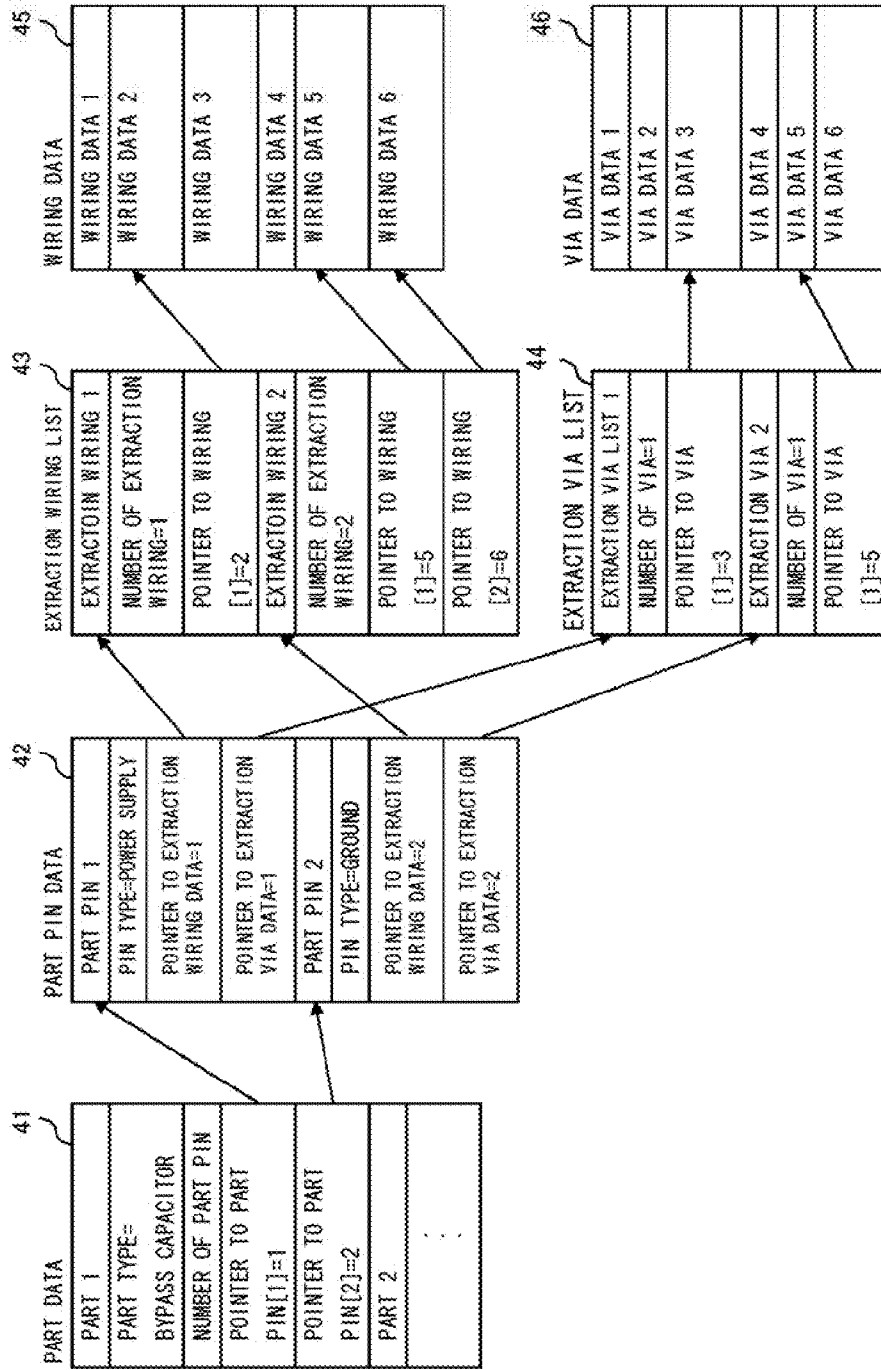 PART DATA
41
PART 1
PART TYPE=
BYPASS CAPACITOR
NUMBER OF PART PIN
POINTER TO PART
PIN[1]=1
POINTER TO PART
PIN[2]=2
PART 2
PART PIN DATA
42
PART PIN 1
PIN TYPE=POWER SUPPLY
POINTER TO EXTRACTION
WIRING DATA=1
POINTER TO EXTRACTION
VIA DATA=1
PART PIN 2
PIN TYPE=GROUND
POINTER TO EXTRACTION
WIRING DATA=2
POINTER TO EXTRACTION
VIA DATA=2
EXTRACTION WIRING LIST
43
EXTRACTOIN WIRING 1
NUMBER OF EXTRACTION
WIRING=1
POINTER TO WIRING
[1]=2
EXTRACTOIN WIRING 2
NUMBER OF EXTRACTION
WIRING=2
POINTER TO WIRING
[1]=5
POINTER TO WIRING
[2]=6
EXTRACTION VIA LIST
44
EXTRACTION VIA LIST 1
NUMBER OF VIA=1
POINTER TO VIA
[1]=3
EXTRACTION VIA 2
NUMBER OF VIA=1
POINTER TO VIA
[1]=5
WIRING DATA
45
WIRING DATA 1
WIRING DATA 2
WIRING DATA 3
WIRING DATA 4
WIRING DATA 5
WIRING DATA 6
VIA DATA
46
VIA DATA 1
VIA DATA 2
VIA DATA 3
VIA DATA 4
VIA DATA 5
VIA DATA 6